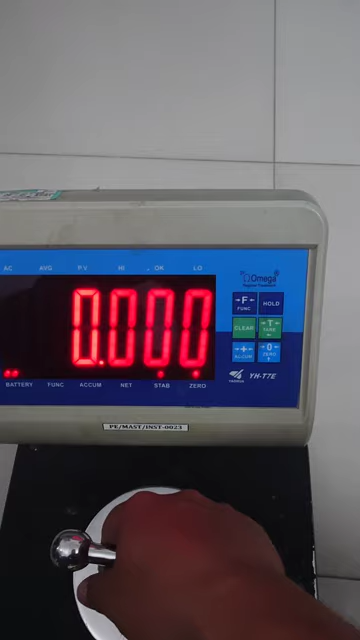 AC AVG P.V HI OK LO
0.000
BATTERY FUNC ACCUM NET STAB ZERO
Omega
F
FUNC
HOLD
CLEAR
T
TARE
+
ACCUM
0
ZERO
YH-T7E
PE/MAST/INST-0023